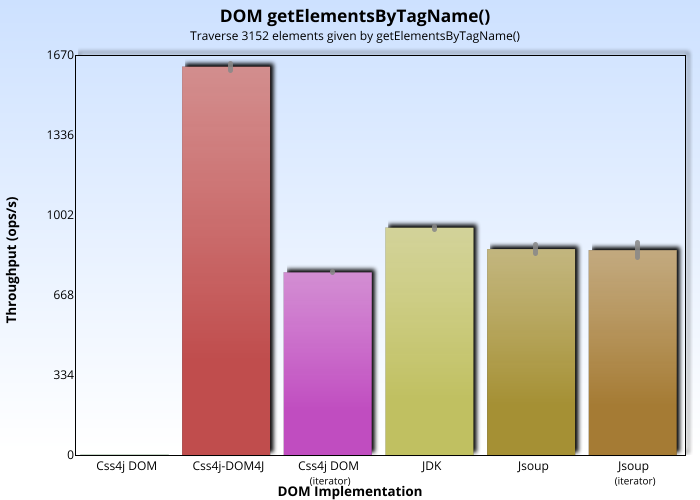 DOM getElementsByTagName()
Traverse 3152 elements given by getElementsByTagName()
1670
1336
1002
668
334
0
Throughput (ops/s)
Css4j DOM
Css4j-DOM4J
Css4j DOM
(iterator)
JDK
Jsoup
Jsoup
(iterator)
DOM Implementation